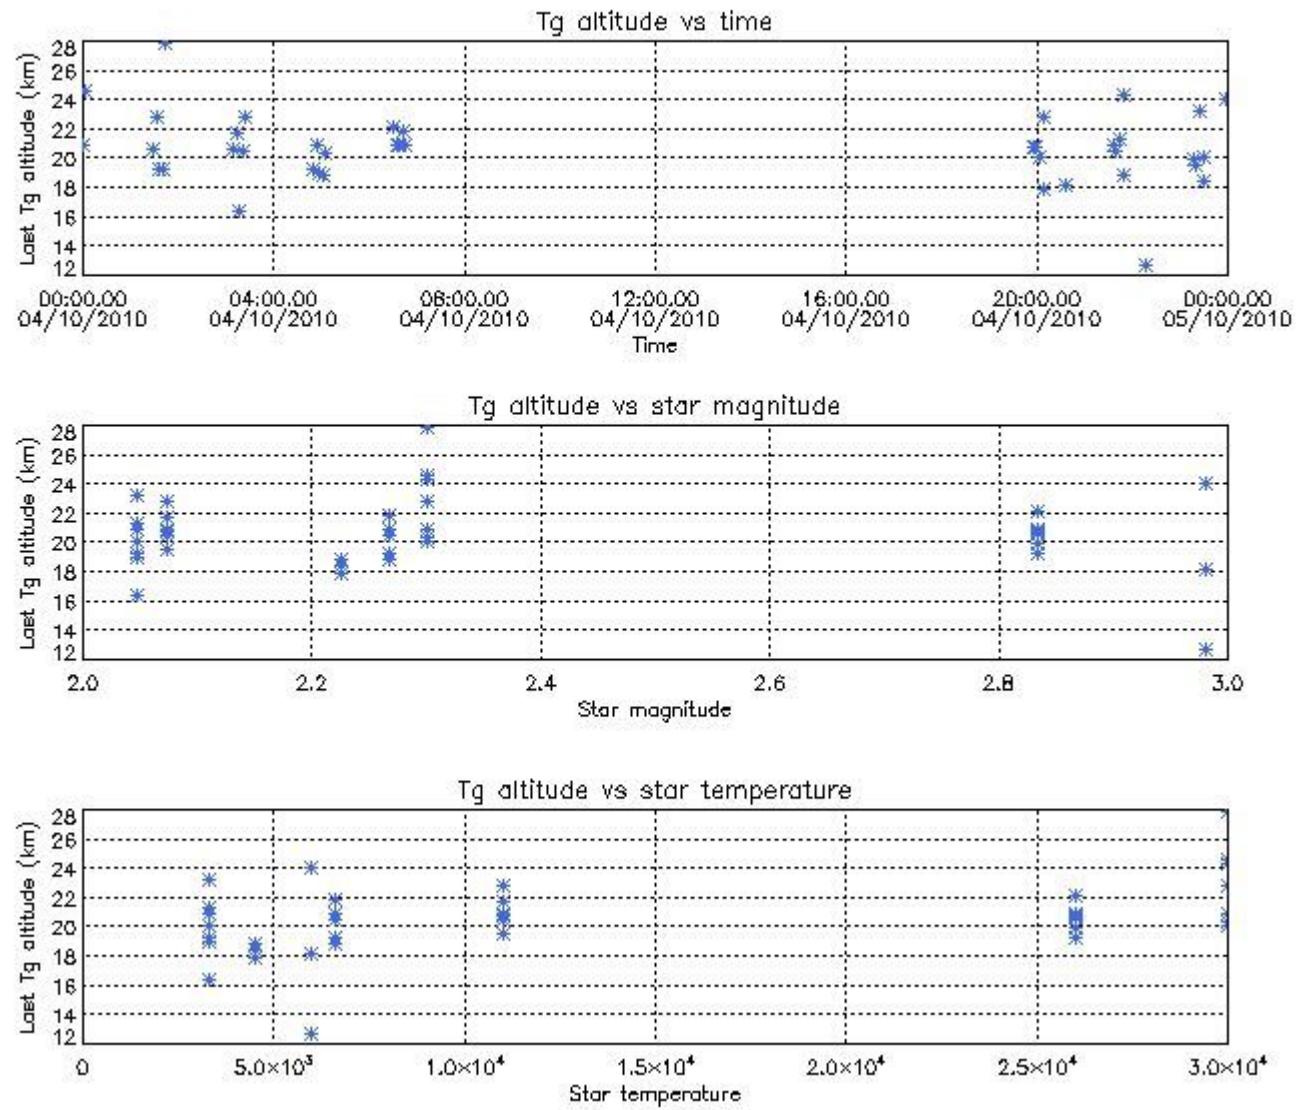 Tg altitude vs time
Last Tg altitude (km)
28
26
24
22
20
18
16
14
12
00:00.00 04:00.00 08:00.00 12:00.00 16:00.00 20:00.00 00:00.00
04/10/2010 04/10/2010 04/10/2010 04/10/2010 04/10/2010 04/10/2010 05/10/2010
Time
Tg altitude vs star magnitude
Last Tg altitude (km)
28
26
24
22
20
18
16
14
12
2.0 2.2 2.4 2.6 2.8 3.0
Star magnitude
Tg altitude vs star temperature
Last Tg altitude (km)
28
26
24
22
20
18
16
14
12
0 5.0×10³ 1.0×10⁴ 1.5×10⁴ 2.0×10⁴ 2.5×10⁴ 3.0×10⁴
Star temperature